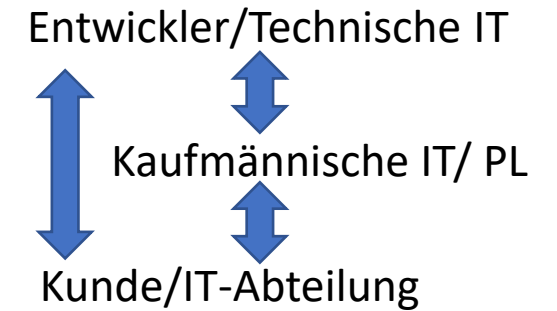 Entwickler/Technische IT
Kaufmännische IT/ PL
Kunde/IT-Abteilung